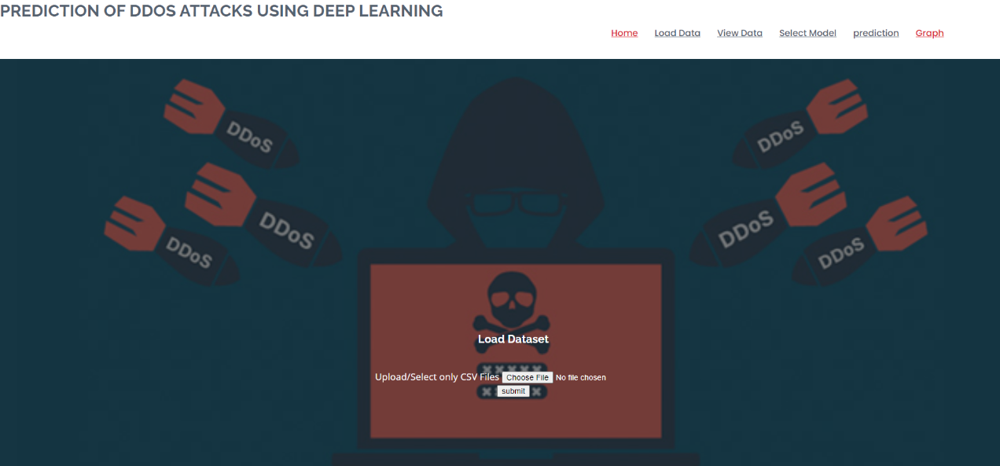 PREDICTION OF DDOS ATTACKS USING DEEP LEARNING
Home Load Data View Data Select Model prediction Graph
DDoS DDoS
DDoS DDoS
DDoS DDoS
Load Dataset
Upload/Select only CSV Files Choose File No file chosen
submit